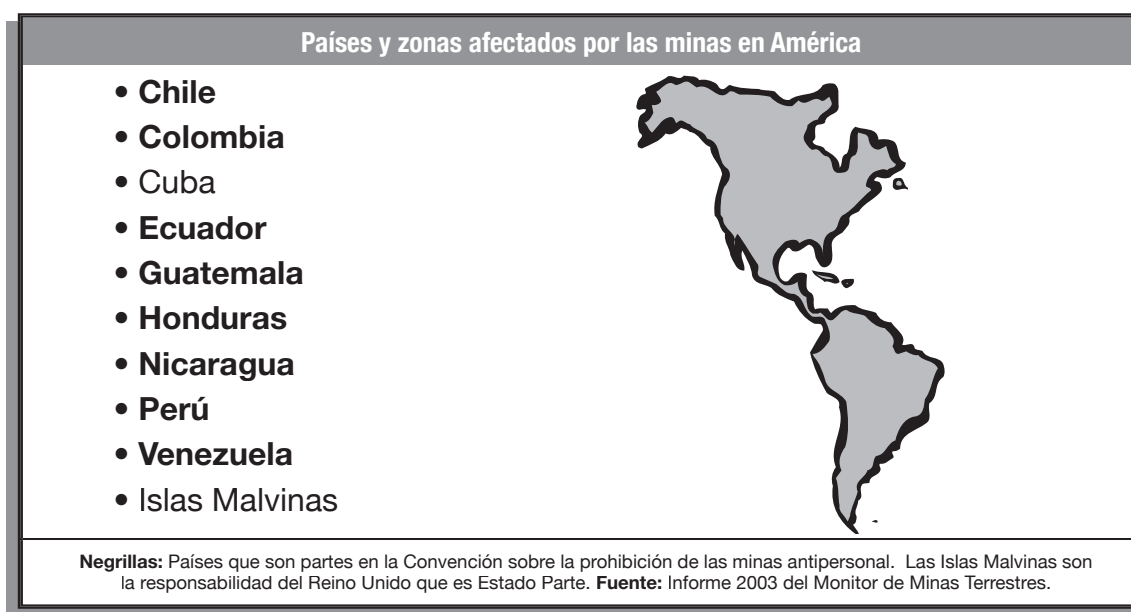 Países y zonas afectados por las minas en América
• Chile
• Colombia
• Cuba
• Ecuador
• Guatemala
• Honduras
• Nicaragua
• Perú
• Venezuela
• Islas Malvinas
Negrillas: Países que son partes en la Convención sobre la prohibición de las minas antipersonal. Las Islas Malvinas son
la responsabilidad del Reino Unido que es Estado Parte. Fuente: Informe 2003 del Monitor de Minas Terrestres.